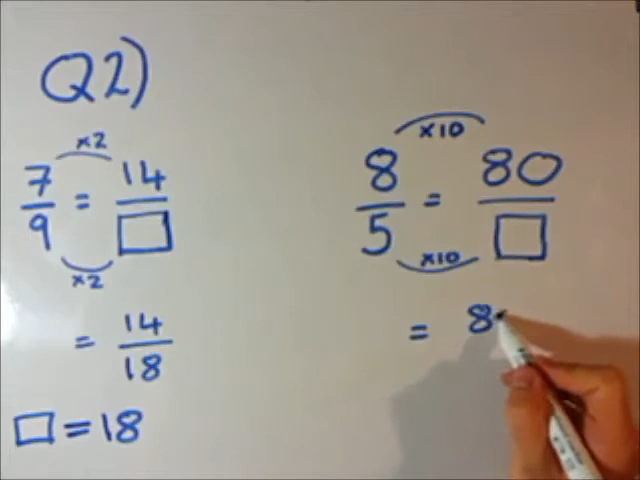 Q2)
×2
7/9 = 14/□
×2
= 14/18
□ = 18
×10
8/5 = 80/□
×10
= 8